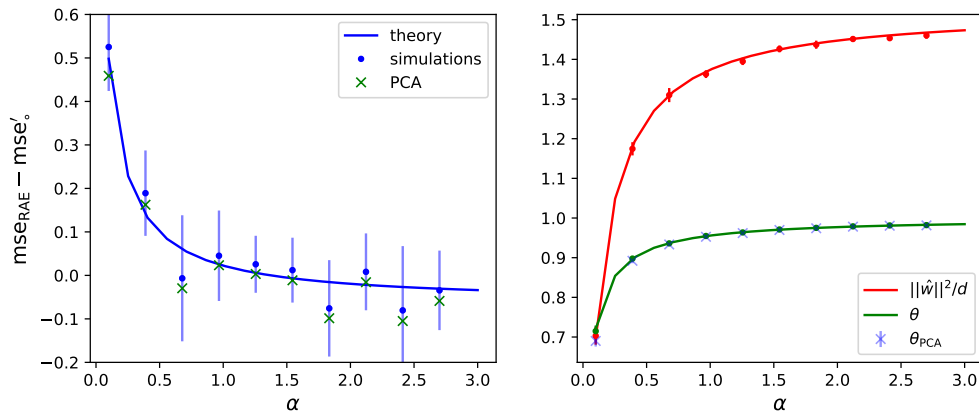 mse_RAE − mse′_∘
0.6
0.5
0.4
0.3
0.2
0.1
0.0
−0.1
−0.2
0.0 0.5 1.0 1.5 2.0 2.5 3.0
α
theory
simulations
PCA
1.5
1.4
1.3
1.2
1.1
1.0
0.9
0.8
0.7
0.0 0.5 1.0 1.5 2.0 2.5 3.0
α
||ŵ||²/d
θ
θ_PCA